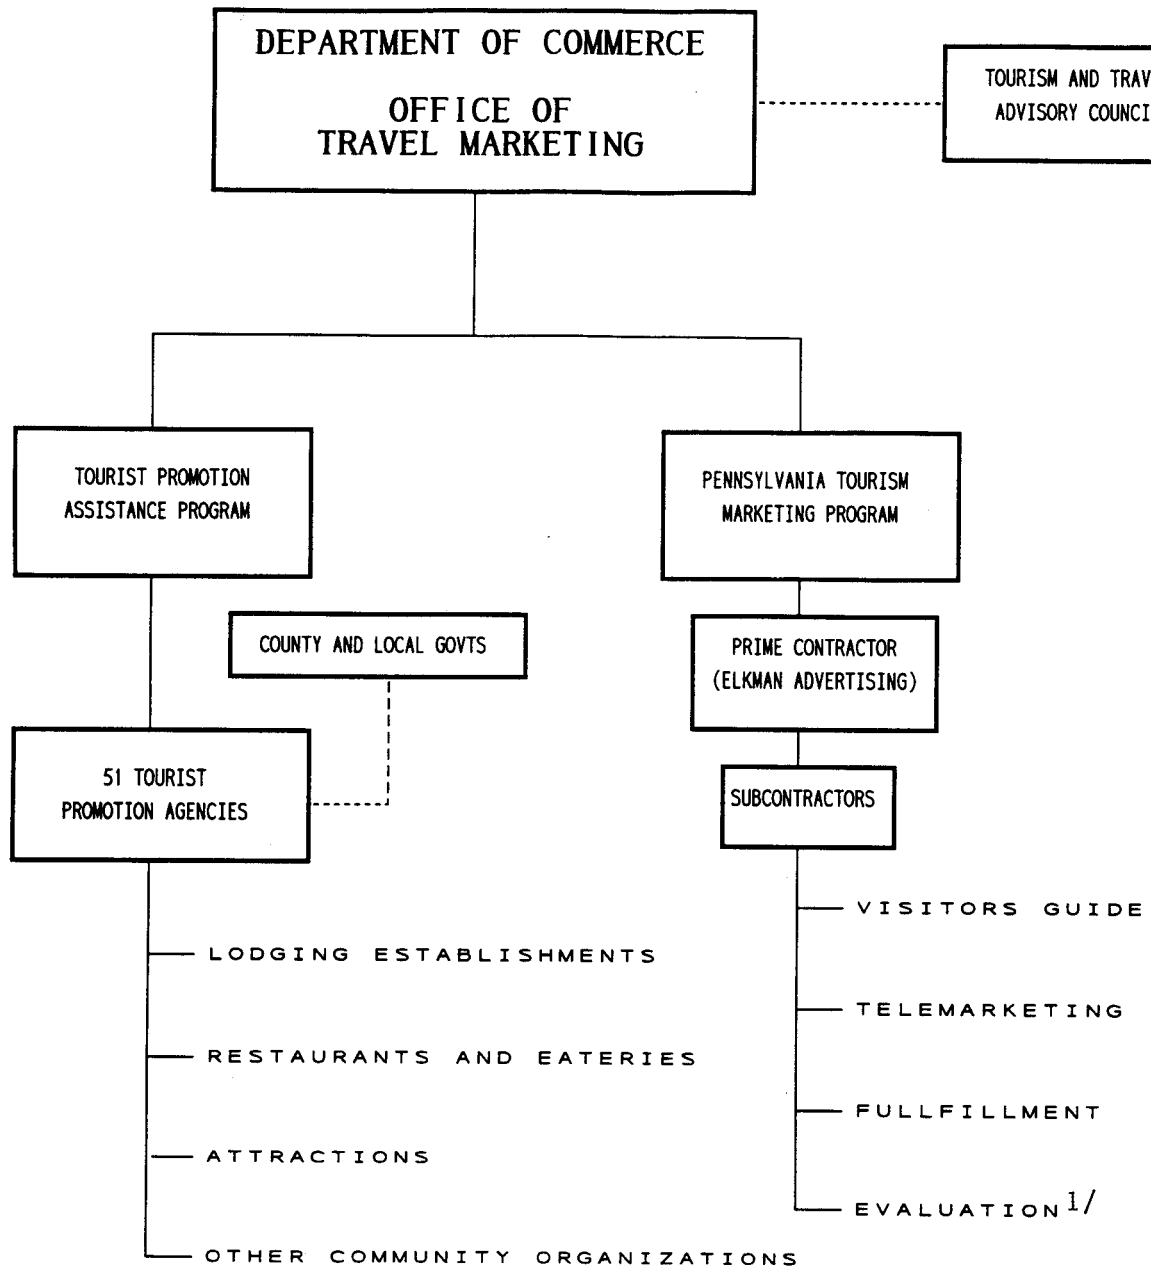 DEPARTMENT OF COMMERCE
OFFICE OF
TRAVEL MARKETING
TOURISM AND TRAV
ADVISORY COUNCI
TOURIST PROMOTION
ASSISTANCE PROGRAM
PENNSYLVANIA TOURISM
MARKETING PROGRAM
COUNTY AND LOCAL GOVTS
PRIME CONTRACTOR
(ELKMAN ADVERTISING)
51 TOURIST
PROMOTION AGENCIES
SUBCONTRACTORS
LODGING ESTABLISHMENTS
RESTAURANTS AND EATERIES
ATTRACTIONS
OTHER COMMUNITY ORGANIZATIONS
VISITORS GUIDE
TELEMARKETING
FULLFILLMENT
EVALUATION 1/